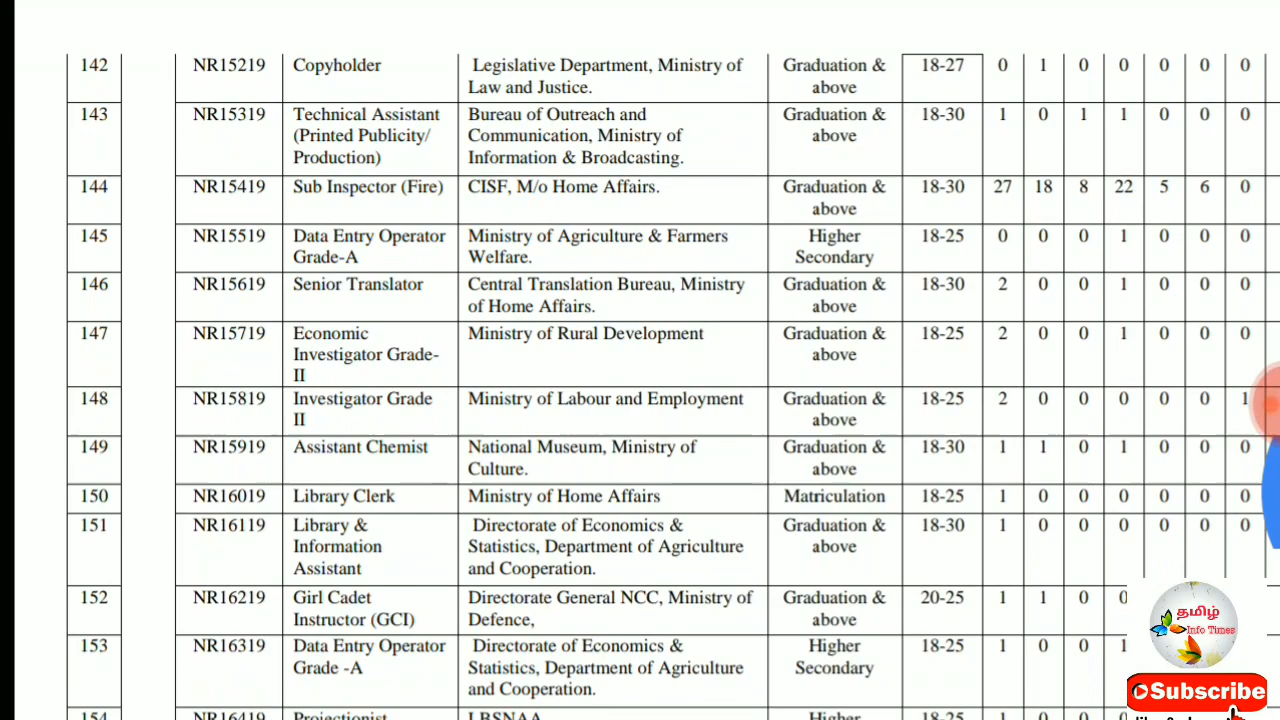 142 NR15219 Copyholder Legislative Department, Ministry of Graduation & 18-27 0 1 0 0 0 0 0
Law and Justice. above
143 NR15319 Technical Assistant Bureau of Outreach and Graduation & 18-30 1 0 1 1 0 0 0
(Printed Publicity/ Communication, Ministry of above
Production) Information & Broadcasting.
144 NR15419 Sub Inspector (Fire) CISF, M/o Home Affairs. Graduation & 18-30 27 18 8 22 5 6 0
above
145 NR15519 Data Entry Operator Ministry of Agriculture & Farmers Higher 18-25 0 0 0 1 0 0 0
Grade-A Welfare. Secondary
146 NR15619 Senior Translator Central Translation Bureau, Ministry Graduation & 18-30 2 0 0 1 0 0 0
of Home Affairs. above
147 NR15719 Economic Ministry of Rural Development Graduation & 18-25 2 0 0 1 0 0 0
Investigator Grade- above
II
148 NR15819 Investigator Grade Ministry of Labour and Employment Graduation & 18-25 2 0 0 0 0 0 1
II above
149 NR15919 Assistant Chemist National Museum, Ministry of Graduation & 18-30 1 1 0 1 0 0 0
Culture. above
150 NR16019 Library Clerk Ministry of Home Affairs Matriculation 18-25 1 0 0 0 0 0 0
151 NR16119 Library & Directorate of Economics & Graduation & 18-30 1 0 0 0 0 0 0
Information Statistics, Department of Agriculture above
Assistant and Cooperation.
152 NR16219 Girl Cadet Directorate General NCC, Ministry of Graduation & 20-25 1 1 0 0
Instructor (GCI) Defence, above
153 NR16319 Data Entry Operator Directorate of Economics & Higher 18-25 1 0 0 1
Grade -A Statistics, Department of Agriculture Secondary
and Cooperation.
154 NR16419 Projectionist LBSNAA Higher 18-25 1 0 0
தமிழ்
Info Times
Subscribe